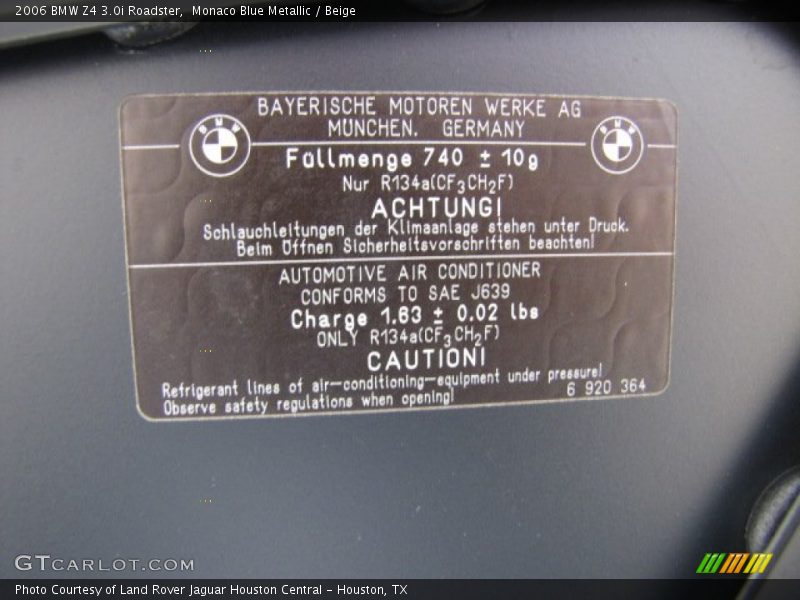 2006 BMW Z4 3.0i Roadster,  Monaco Blue Metallic / Beige
BAYERISCHE MOTOREN WERKE AG
MÜNCHEN.  GERMANY
BMW
BMW
Füllmenge 740 ± 10g
Nur R134a(CF3CH2F)
ACHTUNG!
Schlauchleitungen der Klimaanlage stehen unter Druck.
Beim Öffnen Sicherheitsvorschriften beachten!
AUTOMOTIVE AIR CONDITIONER
CONFORMS TO SAE J639
Charge 1.63 ± 0.02 lbs
ONLY R134a(CF3CH2F)
CAUTION!
Refrigerant lines of air-conditioning-equipment under pressure!
Observe safety regulations when opening!
6 920 364
GTCARLOT.COM
Photo Courtesy of Land Rover Jaguar Houston Central - Houston, TX